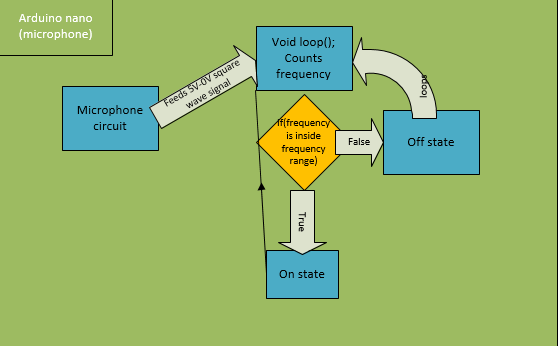 Arduino nano
(microphone)
Void loop();
Counts
frequency
Feeds 5V-0V square
wave signal
Microphone
circuit
loops
If(frequency
is inside
frequency
range)
False
Off state
True
On state